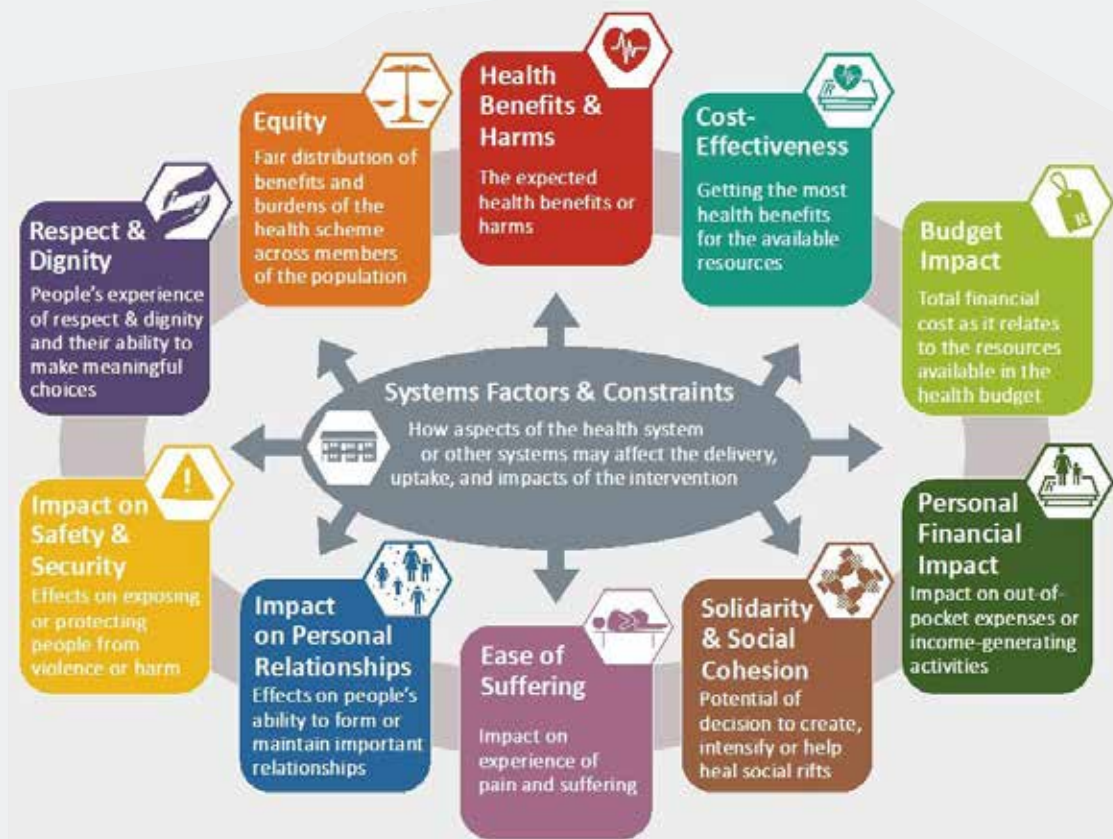 Health
Benefits &
Harms
The expected
health benefits or
harms
Cost-
Effectiveness
Getting the most
health benefits
for the available
resources
R
Budget
Impact
Total financial
cost as it relates
to the resources
available in the
health budget
R
Personal
Financial
Impact
Impact on out-of-
pocket expenses or
income-generating
activities
R
Solidarity
& Social
Cohesion
Potential of
decision to create,
intensify or help
heal social rifts
Ease of
Suffering
Impact on
experience of
pain and suffering
Impact
on Personal
Relationships
Effects on people's
ability to form or
maintain important
relationships
Impact on
Safety &
Security
Effects on exposing
or protecting
people from
violence or harm
Respect &
Dignity
People's experience
of respect & dignity
and their ability to
make meaningful
choices
Equity
Fair distribution of
benefits and
burdens of the
health scheme
across members
of the population
Systems Factors & Constraints
How aspects of the health system
or other systems may affect the delivery,
uptake, and impacts of the intervention